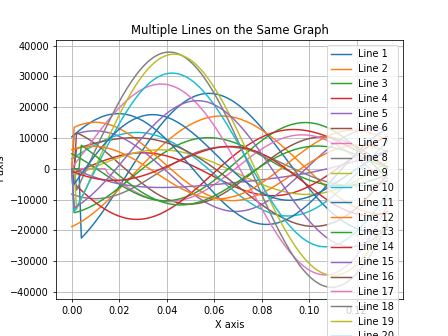 Multiple Lines on the Same Graph
40000
30000
20000
10000
0
−10000
−20000
−30000
−40000
0.00
0.02
0.04
0.06
0.08
0.10
X axis
Line 1
Line 2
Line 3
Line 4
Line 5
Line 7
Line 8
Line 9
Line 10
Line 11
Line 12
Line 13
Line 14
Line 15
Line 16
Line 17
Line 18
Line 19
Line 20